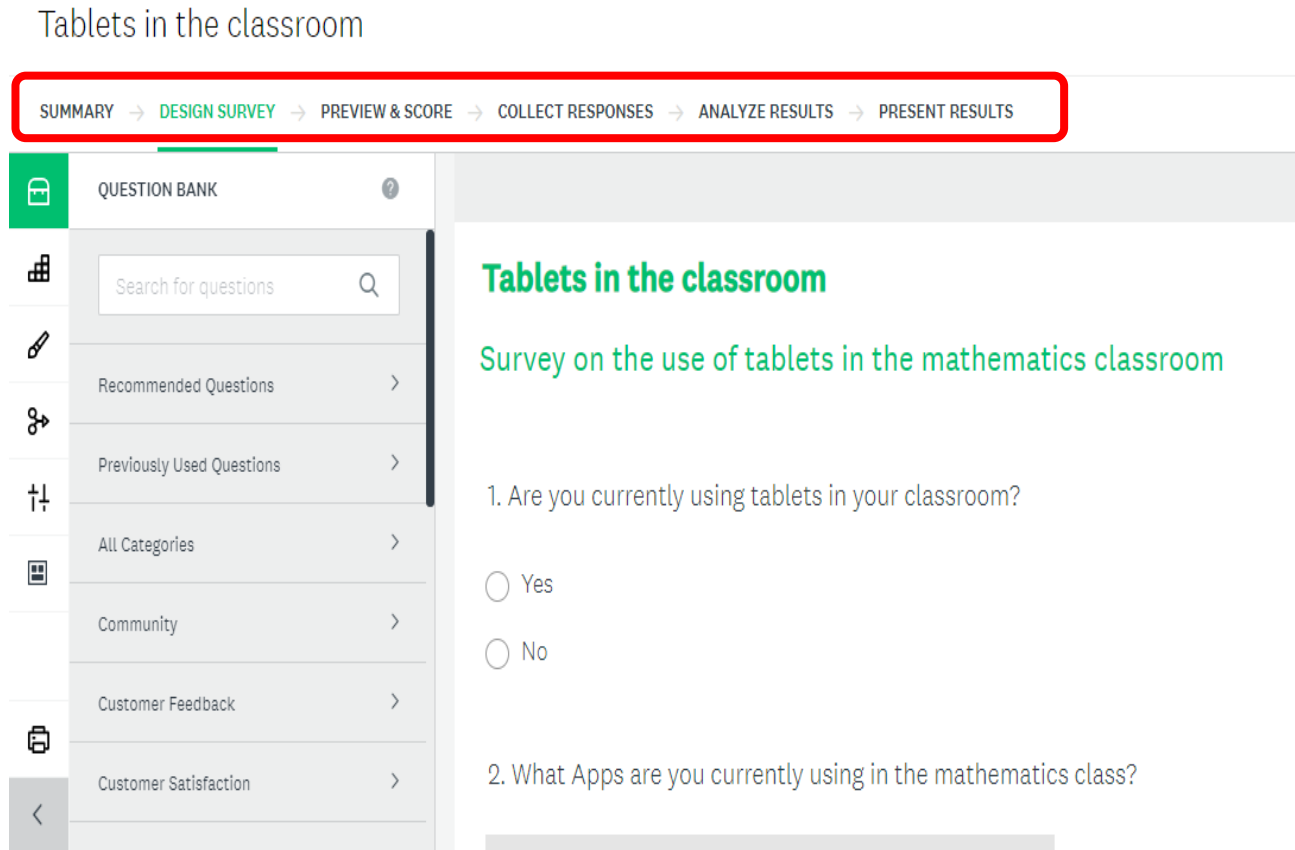 Tablets in the classroom
SUMMARY → DESIGN SURVEY → PREVIEW & SCORE → COLLECT RESPONSES → ANALYZE RESULTS → PRESENT RESULTS
QUESTION BANK ?
Search for questions
Recommended Questions
Previously Used Questions
All Categories
Community
Customer Feedback
Customer Satisfaction
Tablets in the classroom
Survey on the use of tablets in the mathematics classroom
1. Are you currently using tablets in your classroom?
Yes
No
2. What Apps are you currently using in the mathematics class?